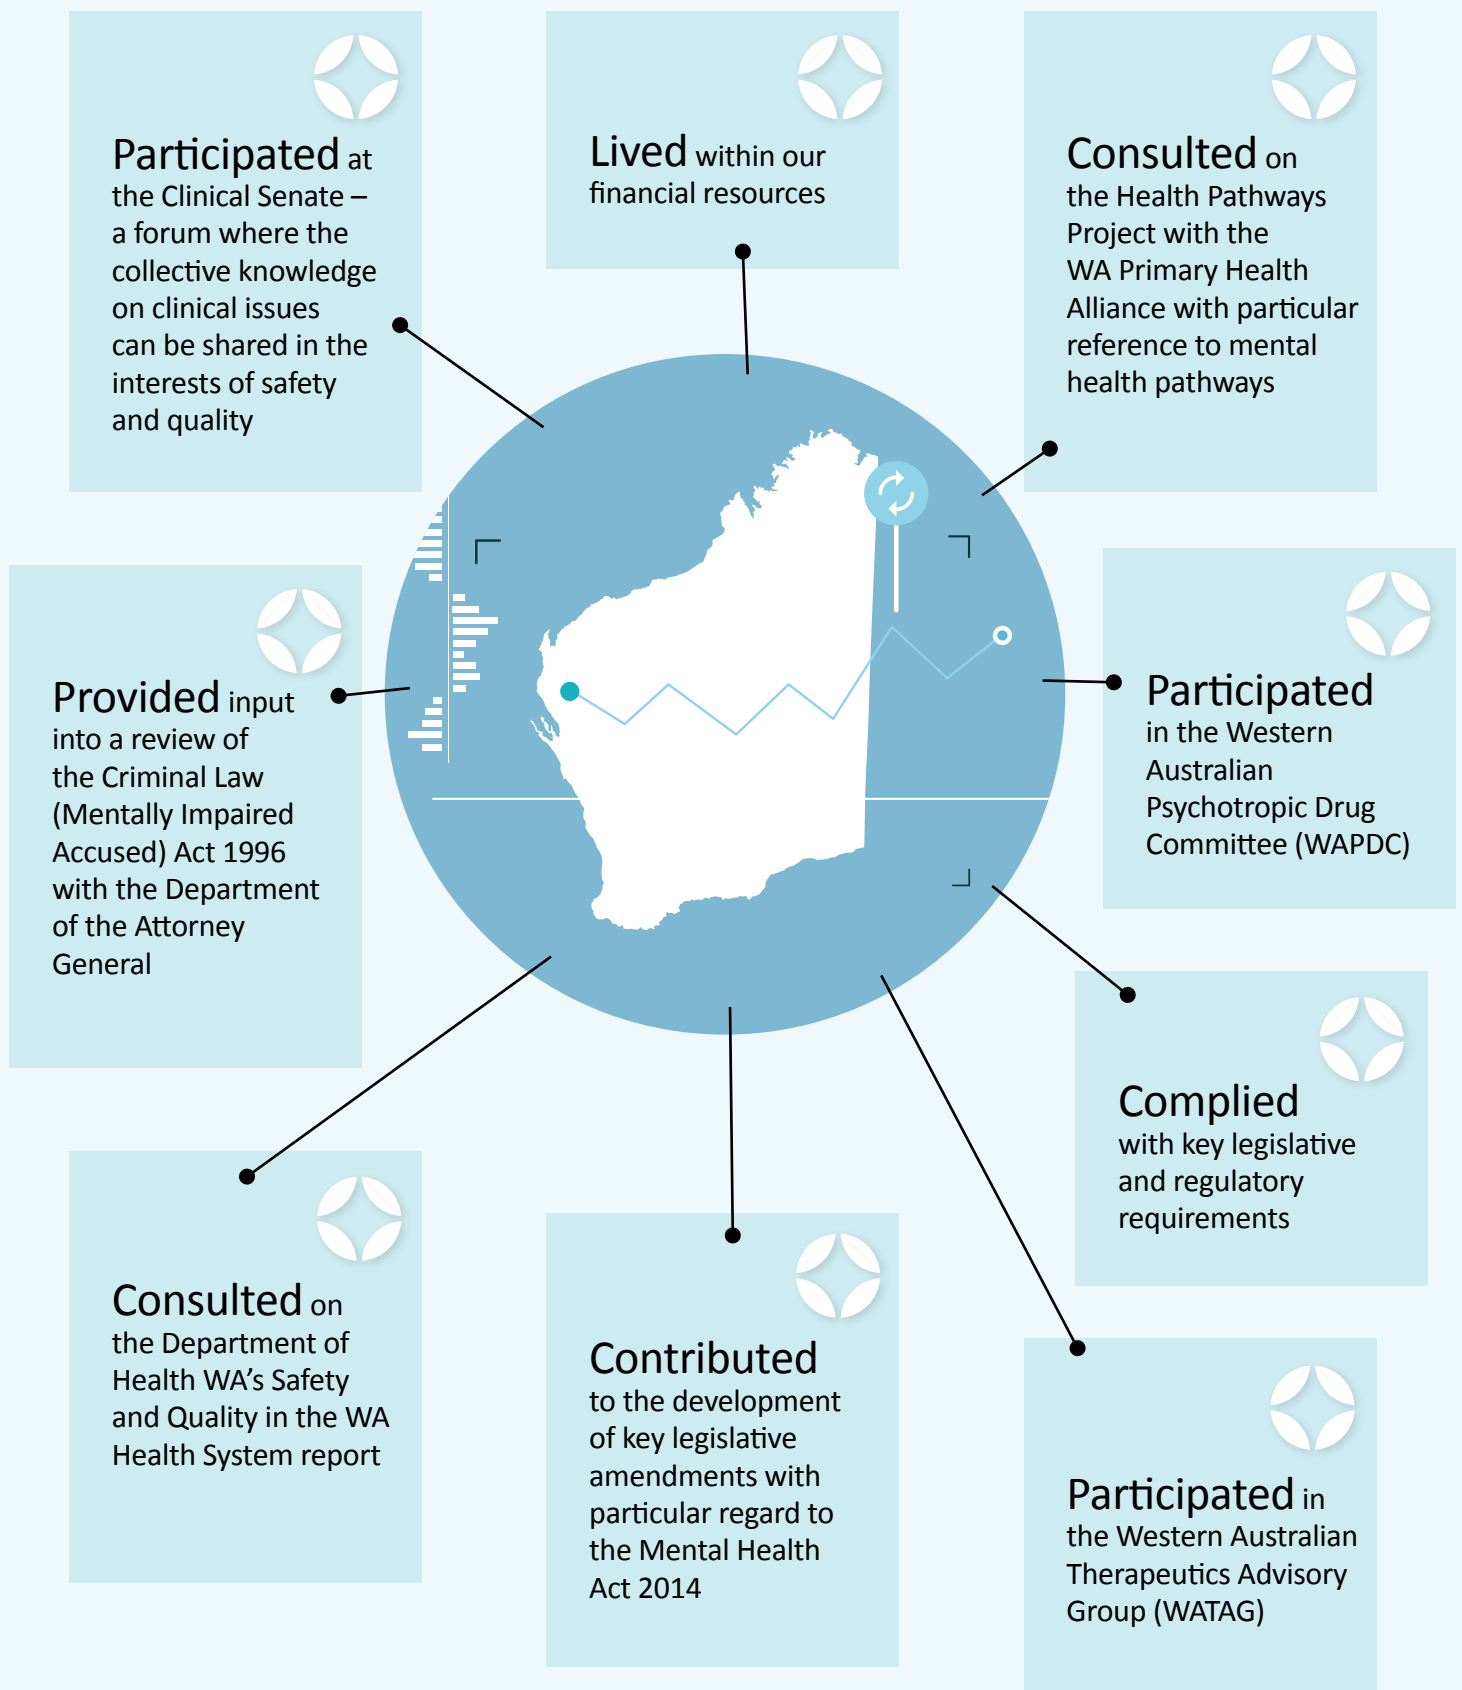 Participated at
the Clinical Senate –
a forum where the
collective knowledge
on clinical issues
can be shared in the
interests of safety
and quality
Lived within our
financial resources
Consulted on
the Health Pathways
Project with the
WA Primary Health
Alliance with particular
reference to mental
health pathways
Provided input
into a review of
the Criminal Law
(Mentally Impaired
Accused) Act 1996
with the Department
of the Attorney
General
Participated
in the Western
Australian
Psychotropic Drug
Committee (WAPDC)
Complied
with key legislative
and regulatory
requirements
Consulted on
the Department of
Health WA’s Safety
and Quality in the WA
Health System report
Contributed
to the development
of key legislative
amendments with
particular regard to
the Mental Health
Act 2014
Participated in
the Western Australian
Therapeutics Advisory
Group (WATAG)